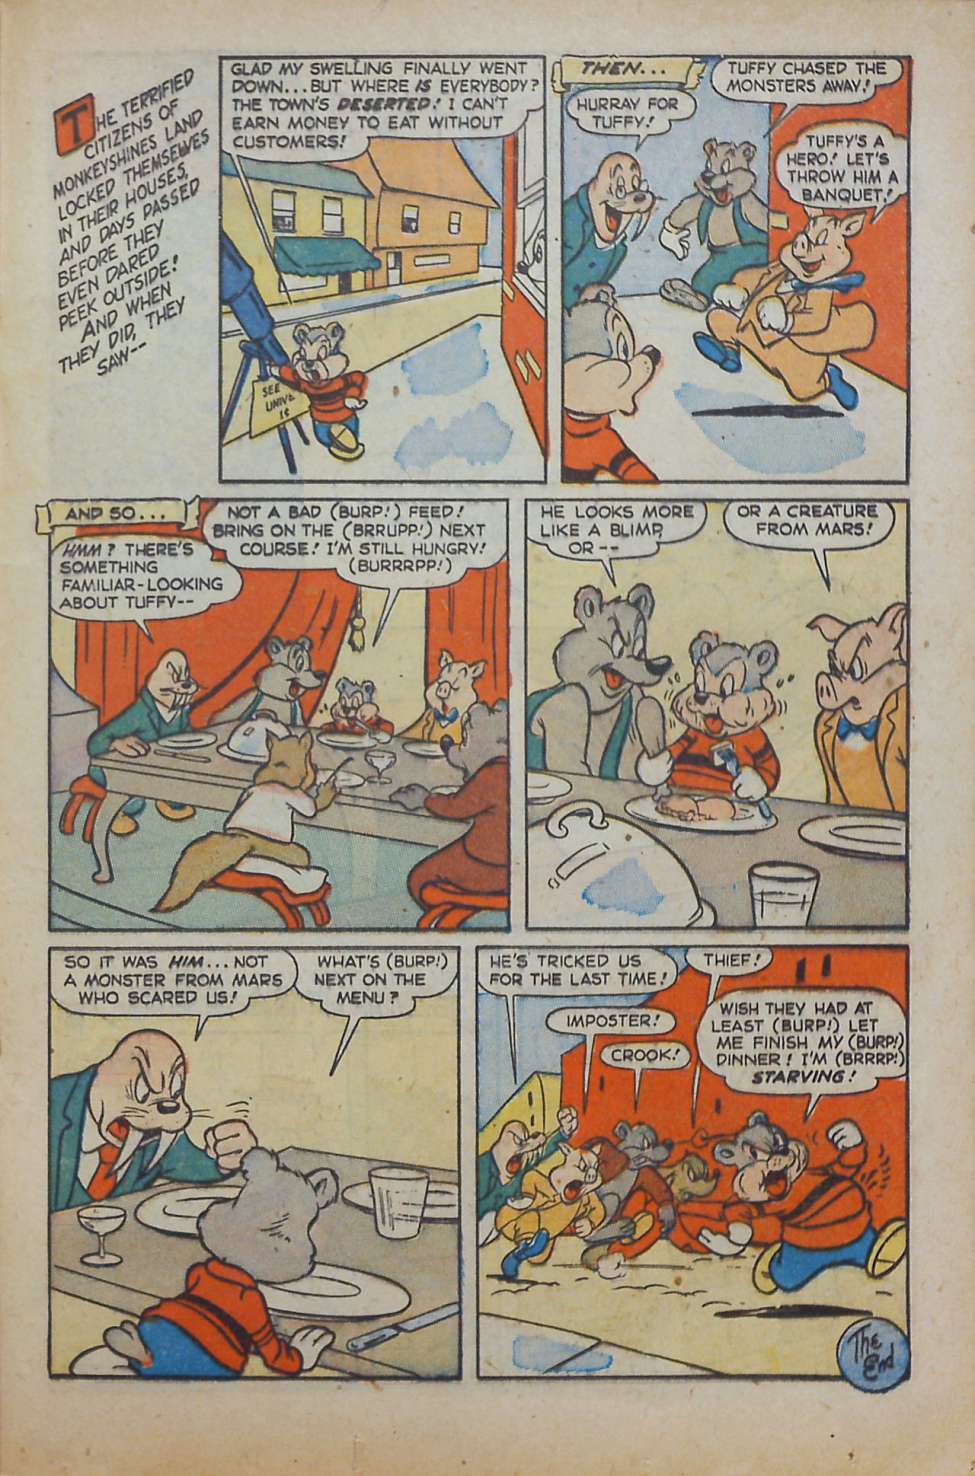 THE TERRIFIED
CITIZENS OF
MONKEYSHINES LAND
LOCKED THEMSELVES
IN THEIR HOUSES,
AND DAYS PASSED
BEFORE THEY
EVEN DARED
PEEK OUTSIDE!
AND WHEN
THEY DID, THEY
SAW--
GLAD MY SWELLING FINALLY WENT
DOWN...BUT WHERE IS EVERYBODY?
THE TOWN'S DESERTED! I CAN'T
EARN MONEY TO EAT WITHOUT
CUSTOMERS!
SEE
UNIVE
1¢
THEN...
HURRAY FOR
TUFFY!
TUFFY CHASED THE
MONSTERS AWAY!
TUFFY'S A
HERO! LET'S
THROW HIM A
BANQUET!
AND SO...
HMM? THERE'S
SOMETHING
FAMILIAR-LOOKING
ABOUT TUFFY--
NOT A BAD (BURP!) FEED!
BRING ON THE (BRRUPP!) NEXT
COURSE! I'M STILL HUNGRY!
(BURRRPP!)
HE LOOKS MORE
LIKE A BLIMP,
OR--
OR A CREATURE
FROM MARS!
SO IT WAS HIM...NOT
A MONSTER FROM MARS
WHO SCARED US!
WHAT'S (BURP!)
NEXT ON THE
MENU?
HE'S TRICKED US
FOR THE LAST TIME!
IMPOSTER!
CROOK!
THIEF!
WISH THEY HAD AT
LEAST (BURP!) LET
ME FINISH MY (BURP!)
DINNER! I'M (BRRRP!)
STARVING!
The
End